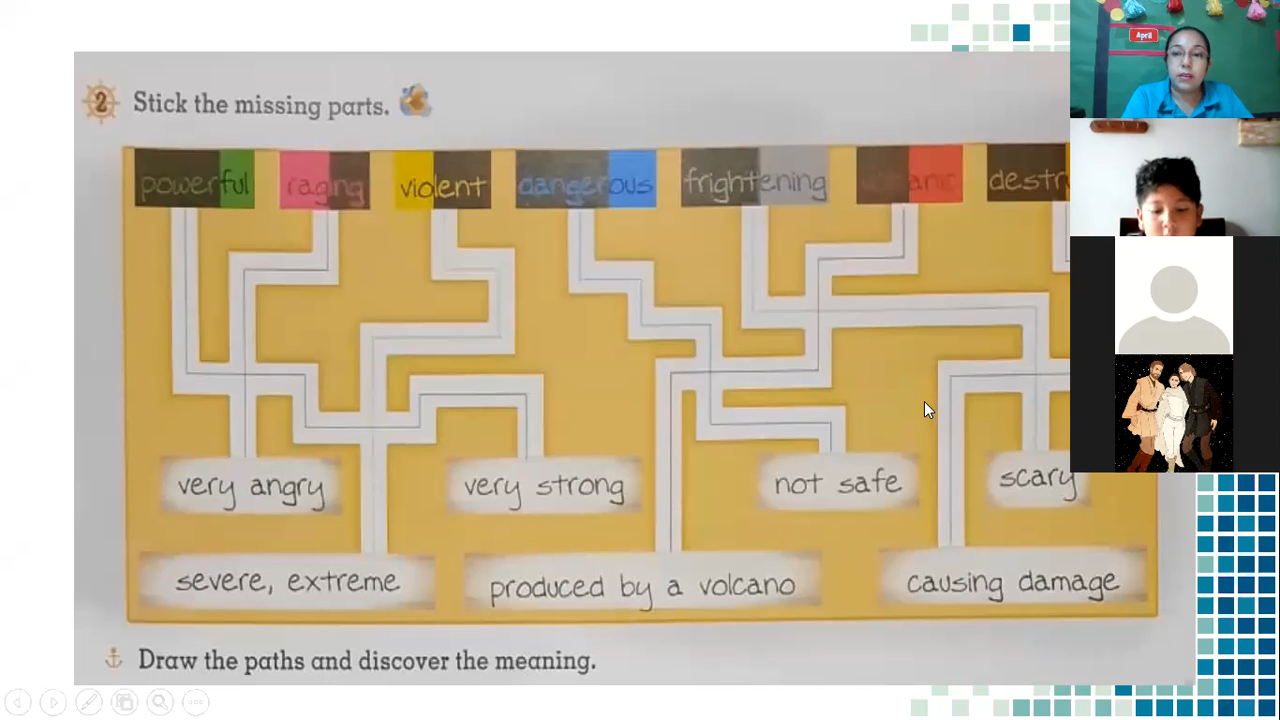 April
2 Stick the missing parts.
powerful raging violent dangerous frightening destr
very angry very strong not safe scary
severe, extreme produced by a volcano causing damage
Draw the paths and discover the meaning.